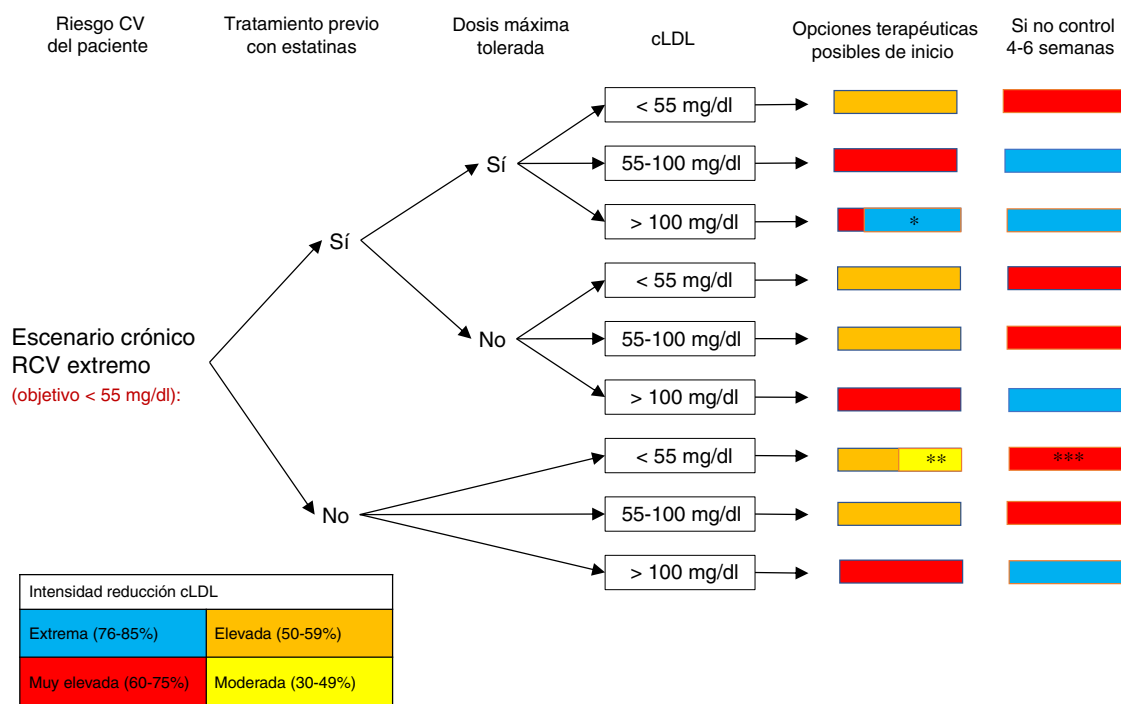 Riesgo CV
del paciente
Tratamiento previo
con estatinas
Dosis máxima
tolerada
cLDL
Opciones terapéuticas
posibles de inicio
Si no control
4-6 semanas
< 55 mg/dl
Sí
55-100 mg/dl
> 100 mg/dl
*
Sí
< 55 mg/dl
No
55-100 mg/dl
> 100 mg/dl
Escenario crónico
RCV extremo
(objetivo < 55 mg/dl):
< 55 mg/dl
**
***
No
55-100 mg/dl
> 100 mg/dl
Intensidad reducción cLDL
Extrema (76-85%)
Elevada (50-59%)
Muy elevada (60-75%)
Moderada (30-49%)